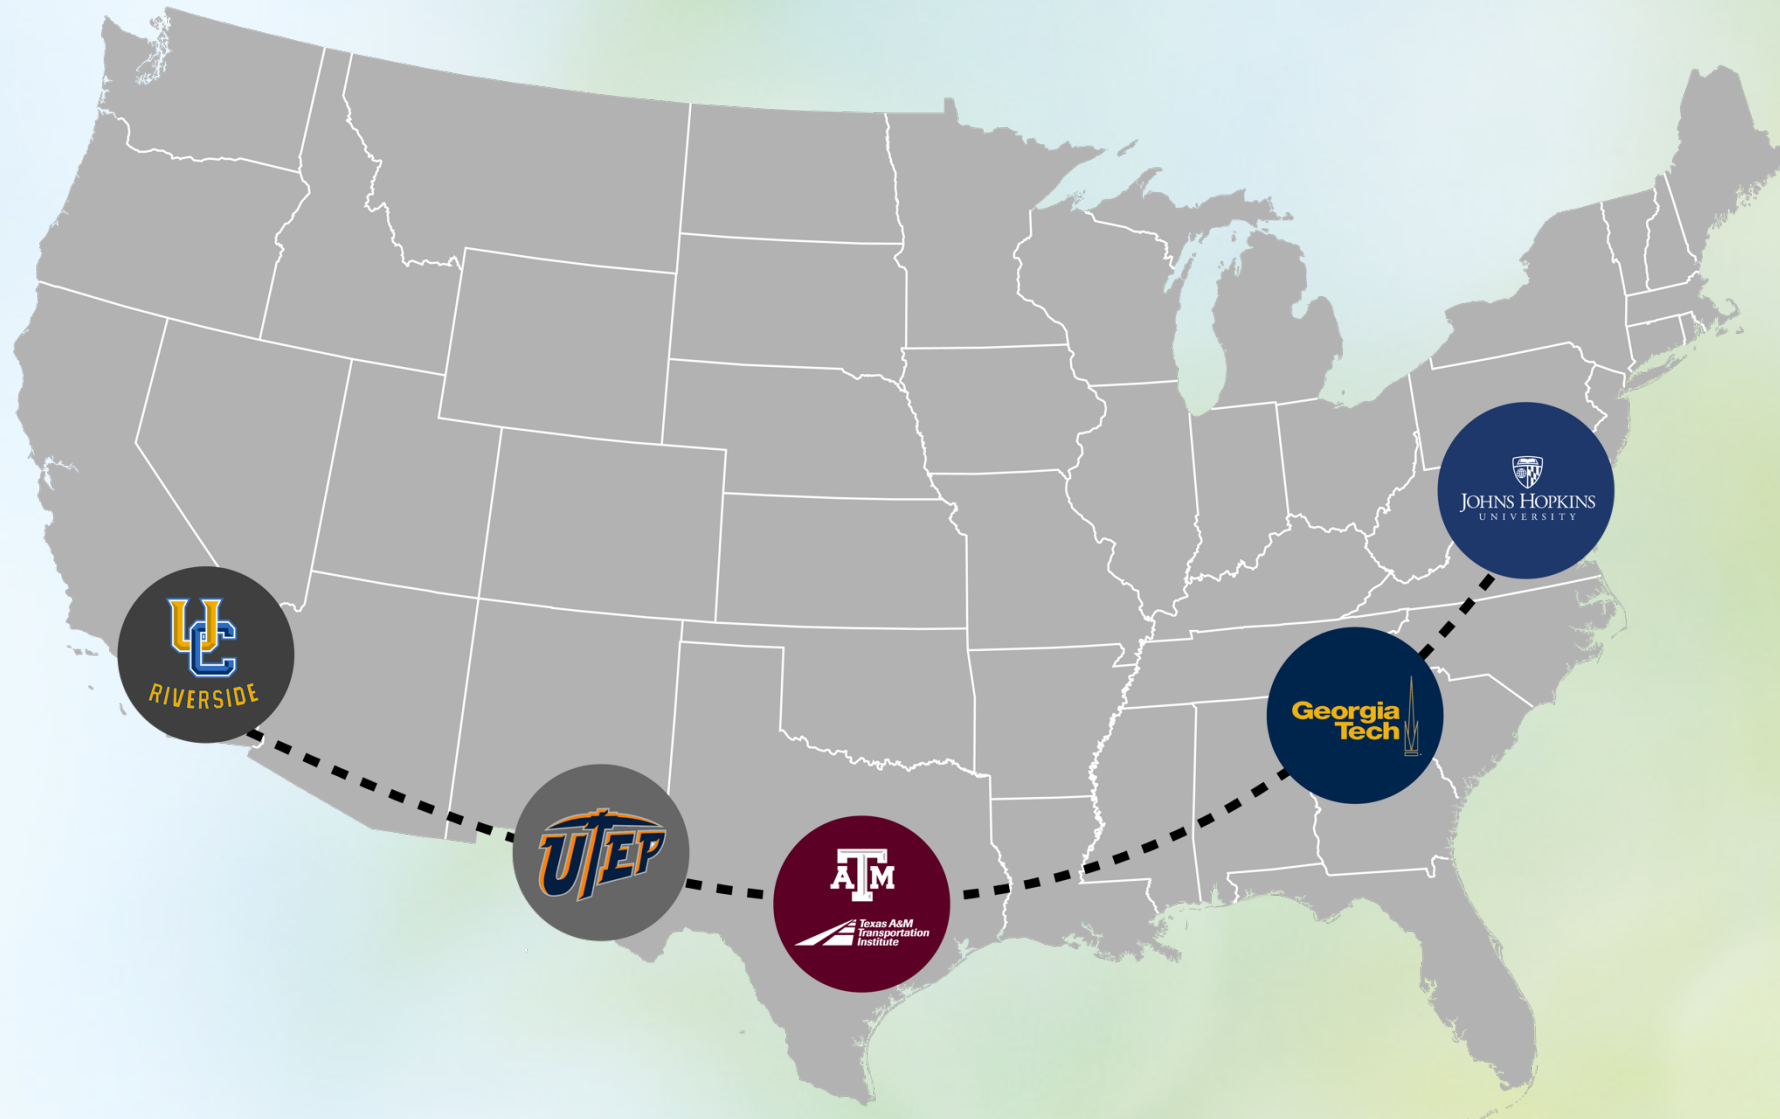 UC
RIVERSIDE
UTEP
ATM
Texas A&M
Transportation
Institute
Georgia
Tech
JOHNS HOPKINS
UNIVERSITY